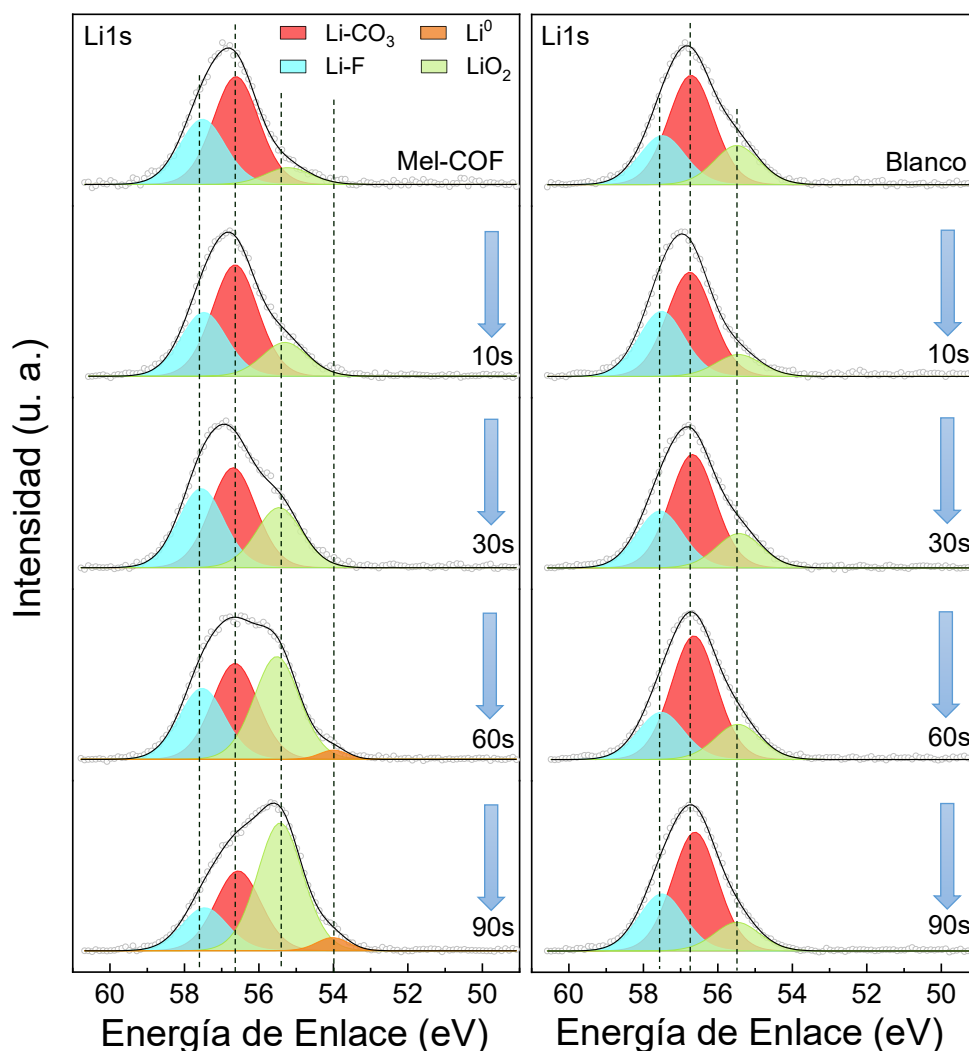 Li1s
Li-CO₃
Li⁰
Li-F
LiO₂
Mel-COF
10s
30s
60s
90s
60 58 56 54 52 50
Energía de Enlace (eV)
Li1s
Blanco
10s
30s
60s
90s
60 58 56 54 52 50
Energía de Enlace (eV)
Intensidad (u. a.)